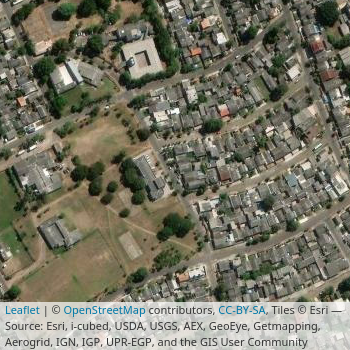 Leaflet | © OpenStreetMap contributors, CC-BY-SA, Tiles © Esri —
Source: Esri, i-cubed, USDA, USGS, AEX, GeoEye, Getmapping,
Aerogrid, IGN, IGP, UPR-EGP, and the GIS User Community